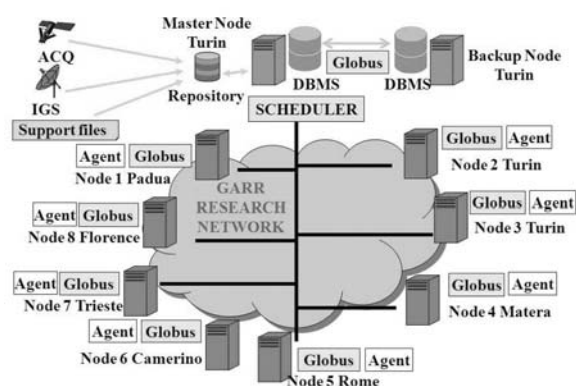 Master Node
Turin
ACQ
IGS
Support files
Repository
DBMS
Globus
DBMS
Backup Node
Turin
SCHEDULER
Agent Globus
Node 1 Padua
Globus Agent
Node 2 Turin
GARR
RESEARCH
NETWORK
Agent Globus
Node 8 Florence
Globus Agent
Node 3 Turin
Agent Globus
Node 7 Trieste
Globus Agent
Node 4 Matera
Agent Globus
Node 6 Camerino
Globus Agent
Node 5 Rome